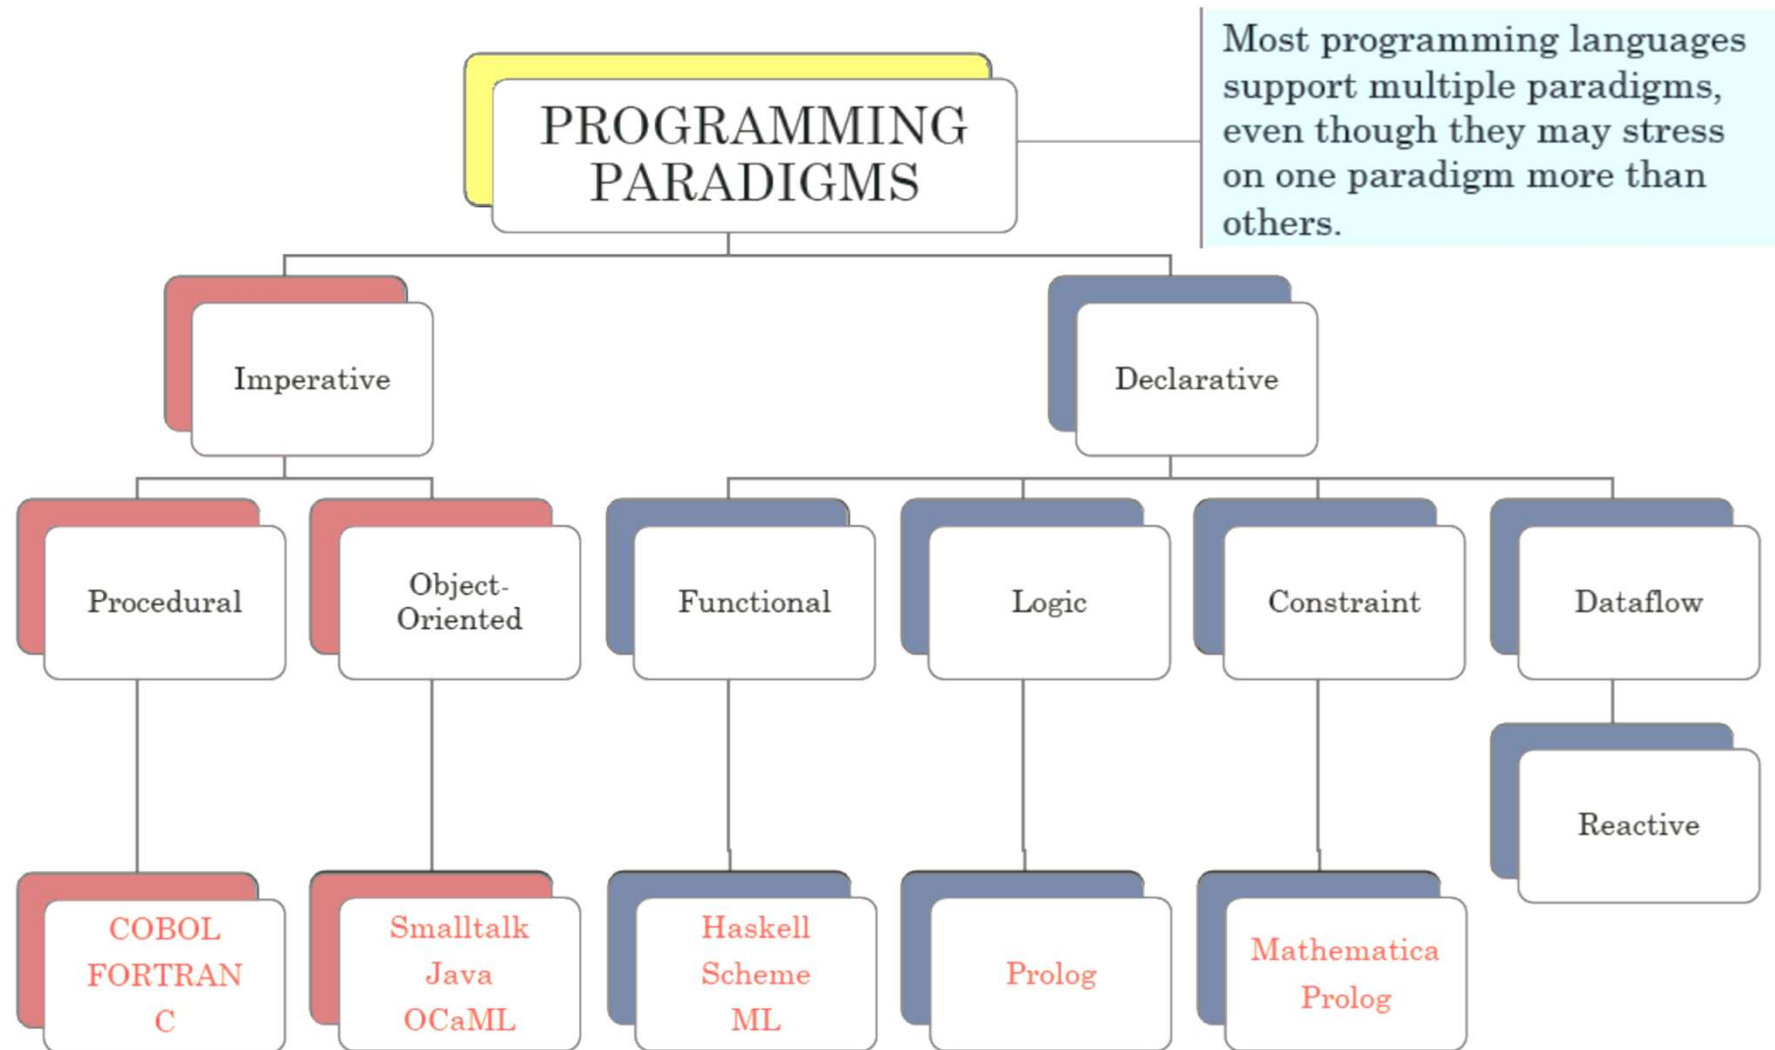 PROGRAMMING
PARADIGMS
Most programming languages
support multiple paradigms,
even though they may stress
on one paradigm more than
others.
Imperative
Declarative
Procedural
Object-
Oriented
Functional
Logic
Constraint
Dataflow
Reactive
COBOL
FORTRAN
C
Smalltalk
Java
OCaML
Haskell
Scheme
ML
Prolog
Mathematica
Prolog